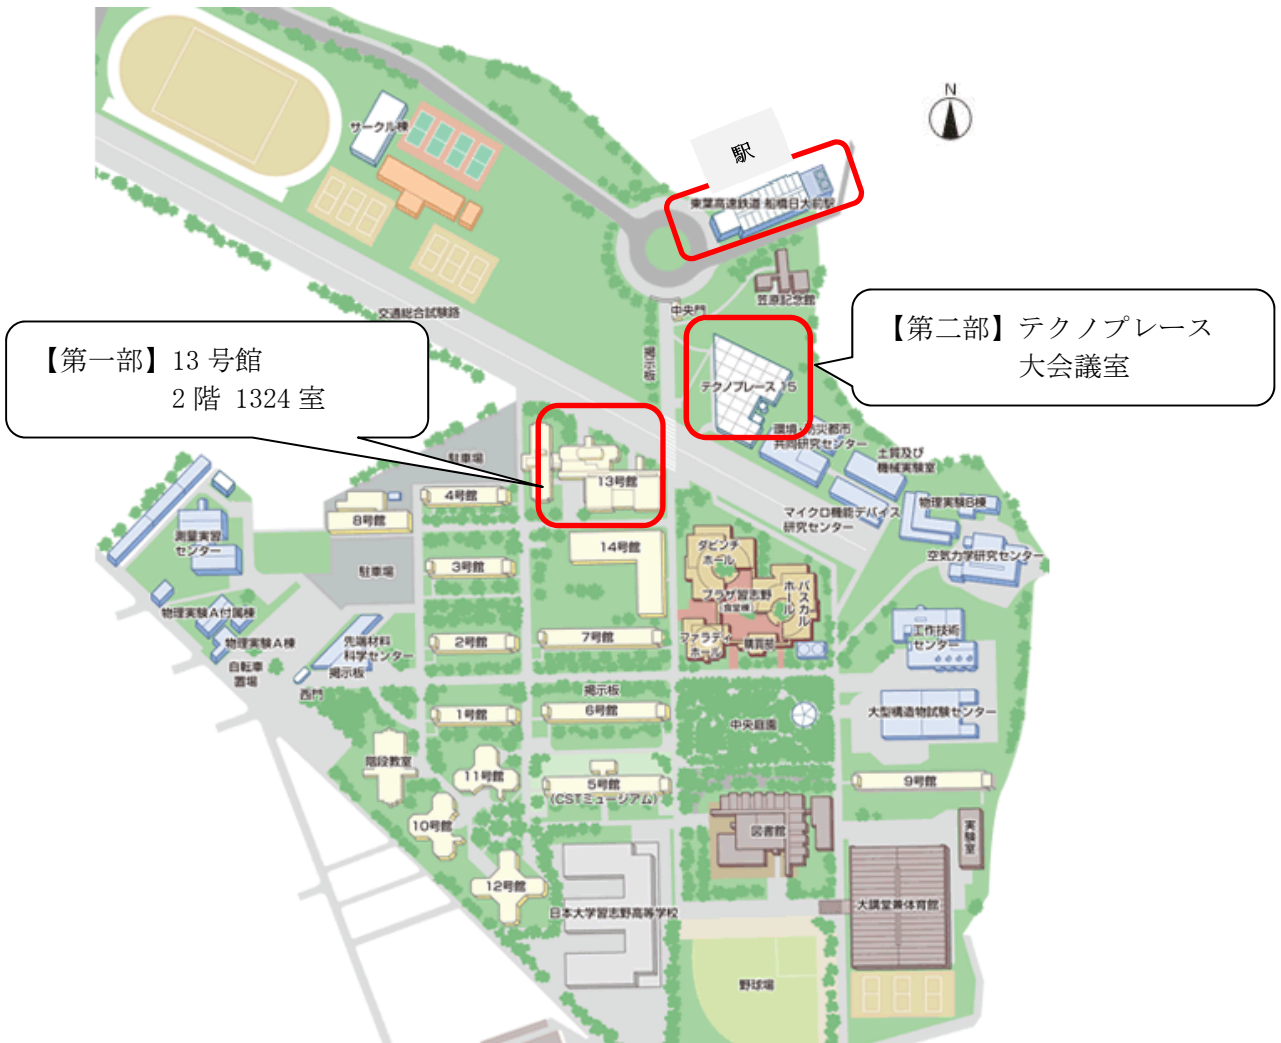 N
サークル棟
駅
東葉高速鉄道 船橋日大前駅
笠原記念館
中央門
交通総合試験路
掲示板
【第一部】13 号館
2 階 1324 室
【第二部】テクノプレース
大会議室
テクノプレース 15
環境・防災都市
共同研究センター
土質及び
機械実験室
駐車場
13号館
4号館
8号館
マイクロ機能デバイス
研究センター
物理実験B棟
空気力学研究センター
測量実習
センター
14号館
ダビンチ
ホール
駐車場
3号館
プラザ習志野
(食堂棟)
パスカル
ホール
物理実験A付属棟
物理実験A棟
自転車
置場
先端材料
科学センター
掲示板
西門
2号館
7号館
ファラディ
ホール
購買部
工作技術
センター
掲示板
1号館
6号館
中央庭園
大型構造物試験センター
階段教室
11号館
5号館
(CSTミュージアム)
9号館
10号館
図書館
実験室
12号館
日本大学習志野高等学校
大講堂兼体育館
野球場